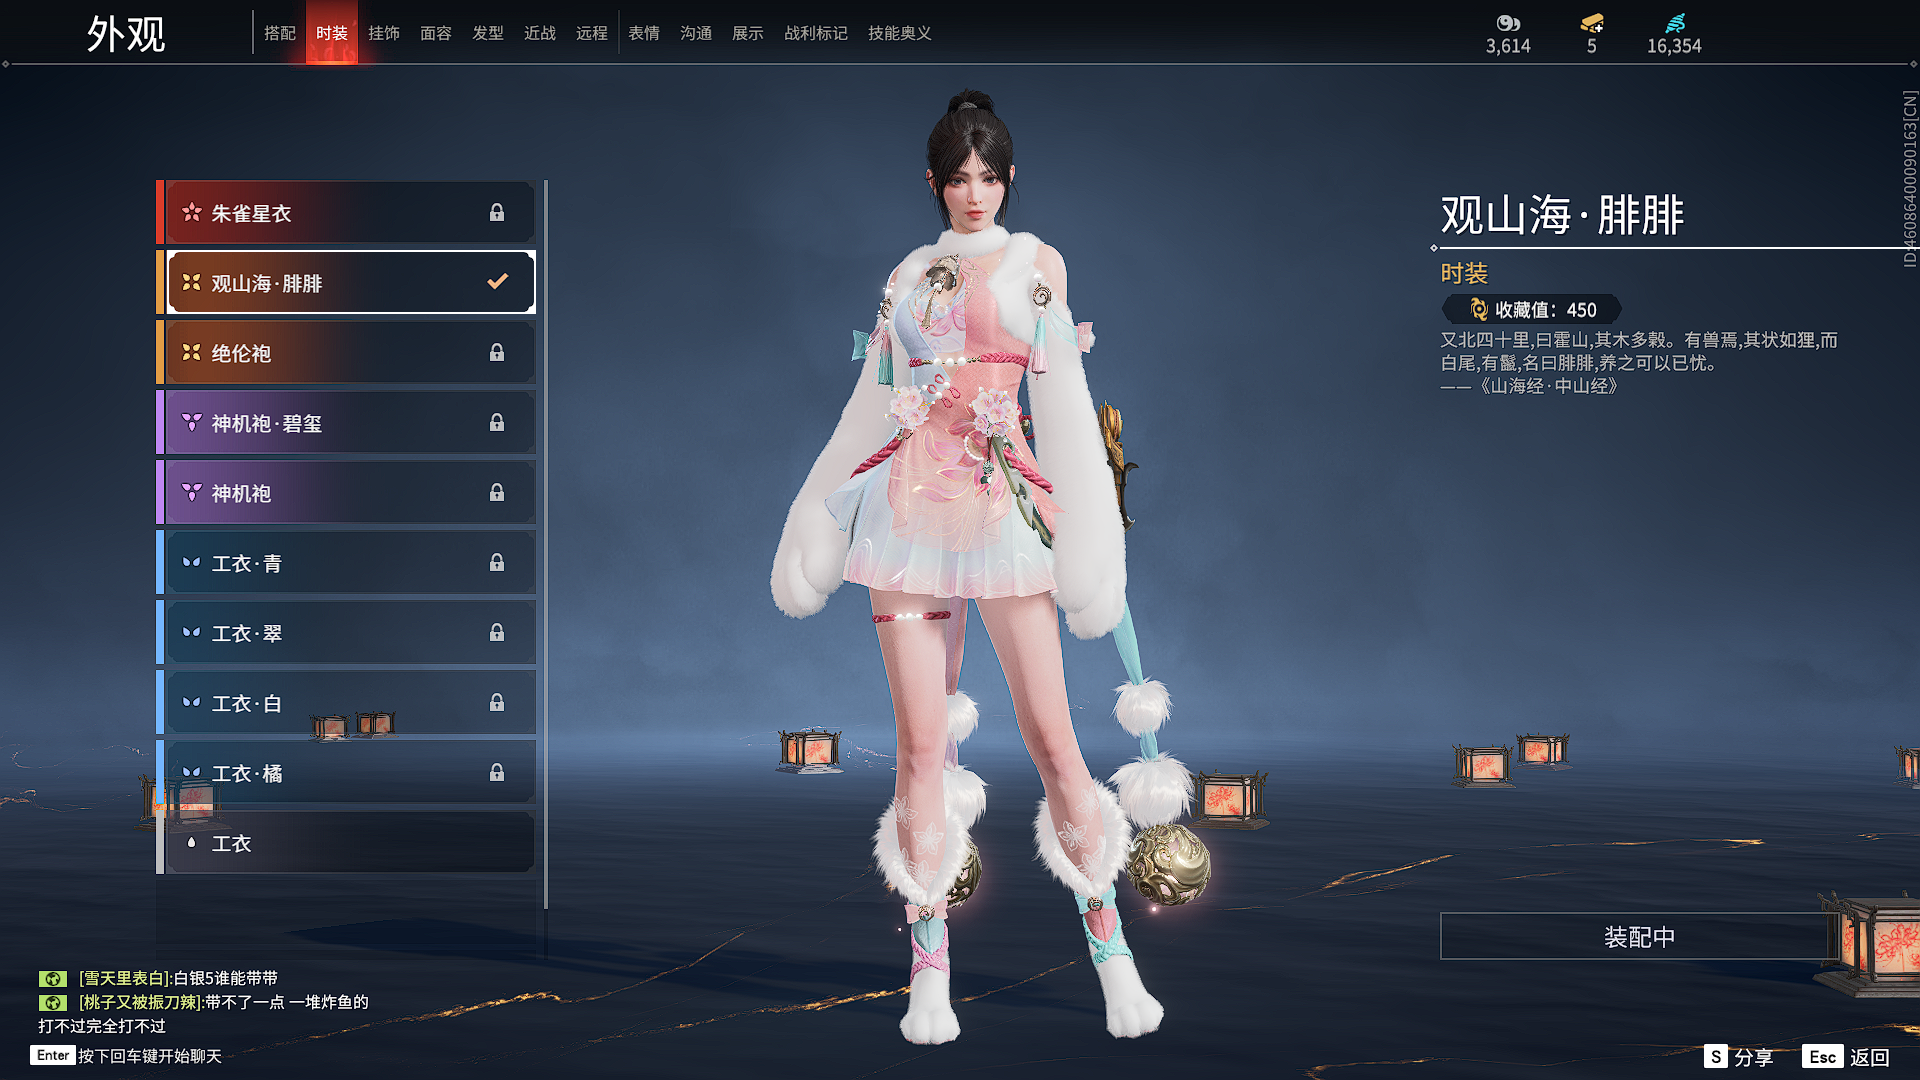 外观
搭配 时装 挂饰 面容 发型 近战 远程 表情 沟通 展示 战利标记 技能奥义
3,614 5 16,354
ID:4608640009​0163[CN]
朱雀星衣
观山海·腓腓
绝伦袍
神机袍·碧玺
神机袍
工衣·青
工衣·翠
工衣·白
工衣·橘
工衣
观山海·腓腓
时装
收藏值：450
又北四十里,曰霍山,其木多榖。有兽焉,其状如狸,而
白尾,有鬣,名曰腓腓,养之可以已忧。
——《山海经·中山经》
装配中
[雪天里表白]:白银5谁能带带
[桃子又被振刀辣]:带不了一点 一堆炸鱼的
打不过完全打不过
Enter 按下回车键开始聊天
S 分享 Esc 返回